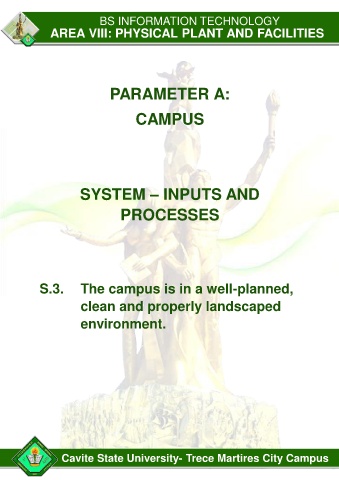 BS INFORMATION TECHNOLOGY
AREA VIII: PHYSICAL PLANT AND FACILITIES
PARAMETER A:
CAMPUS
SYSTEM – INPUTS AND
PROCESSES
S.3. The campus is in a well-planned,
clean and properly landscaped
environment.
Cavite State University- Trece Martires City Campus